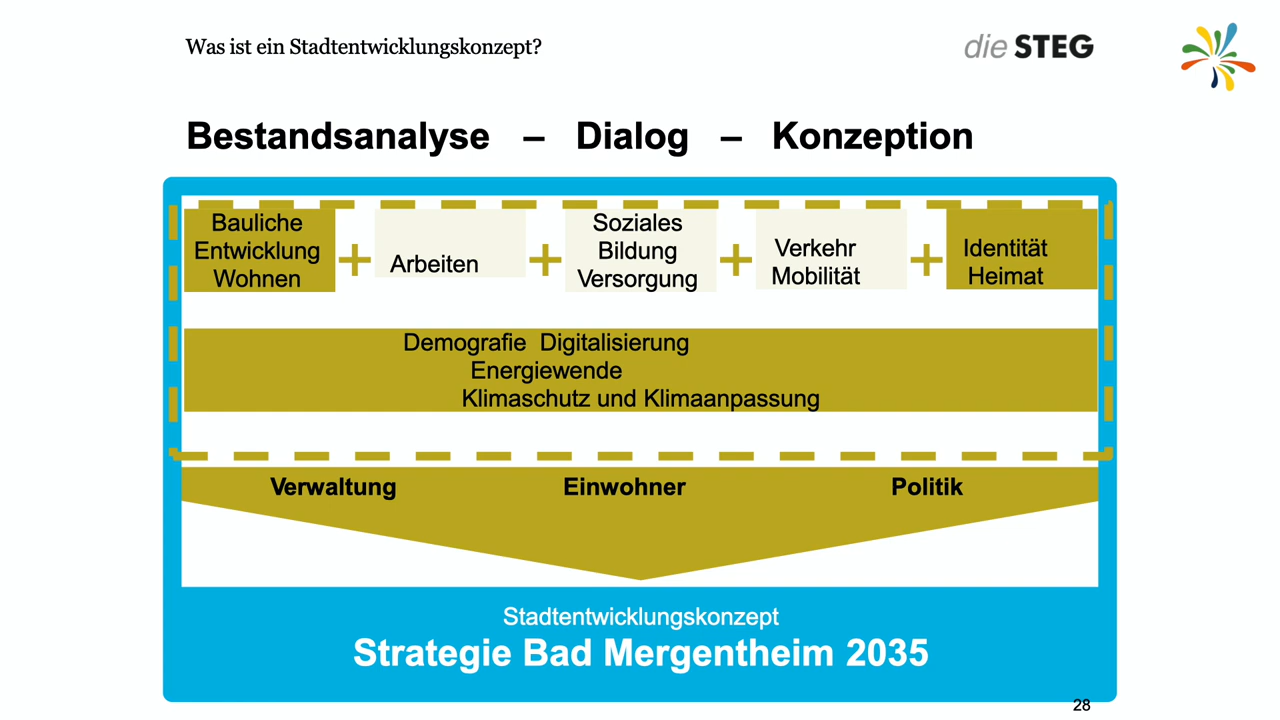 Was ist ein Stadtentwicklungskonzept?
die STEG
Bestandsanalyse – Dialog – Konzeption
Bauliche
Entwicklung
Wohnen
+
Arbeiten
+
Soziales
Bildung
Versorgung
+
Verkehr
Mobilität
+
Identität
Heimat
Demografie Digitalisierung
Energiewende
Klimaschutz und Klimaanpassung
Verwaltung Einwohner Politik
Stadtentwicklungskonzept
Strategie Bad Mergentheim 2035
28